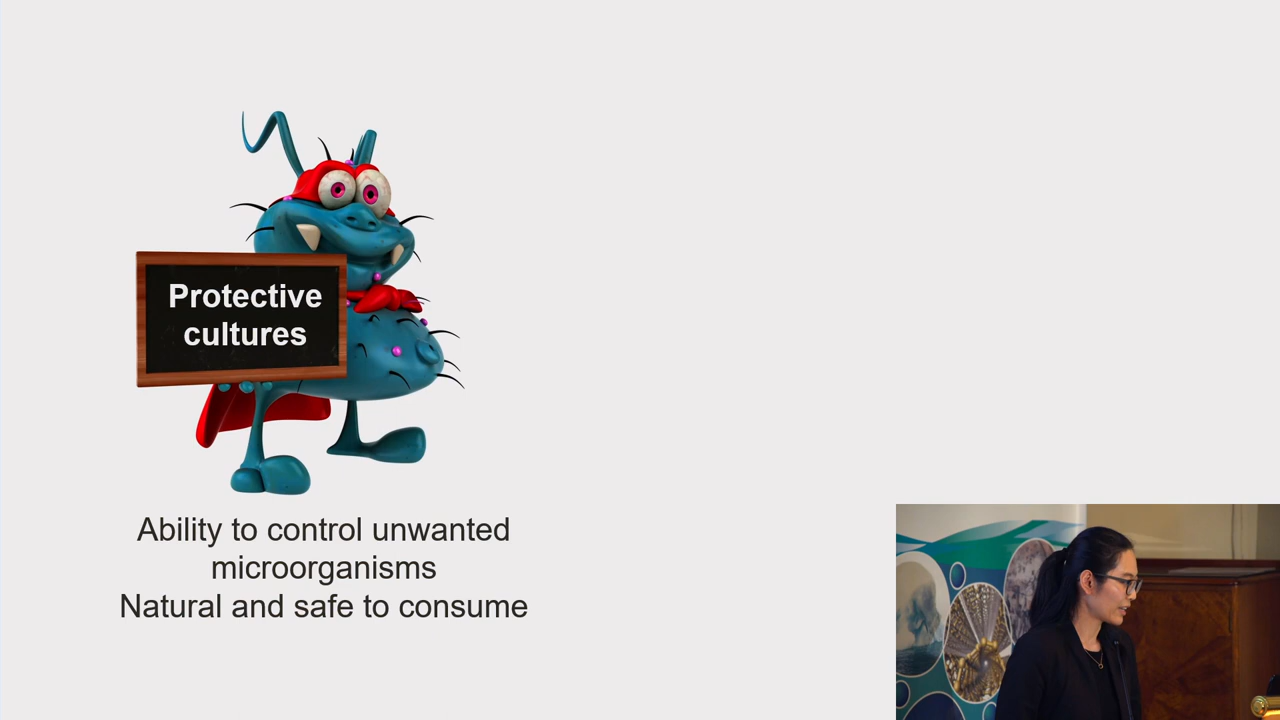 Protective
cultures
Ability to control unwanted
microorganisms
Natural and safe to consume